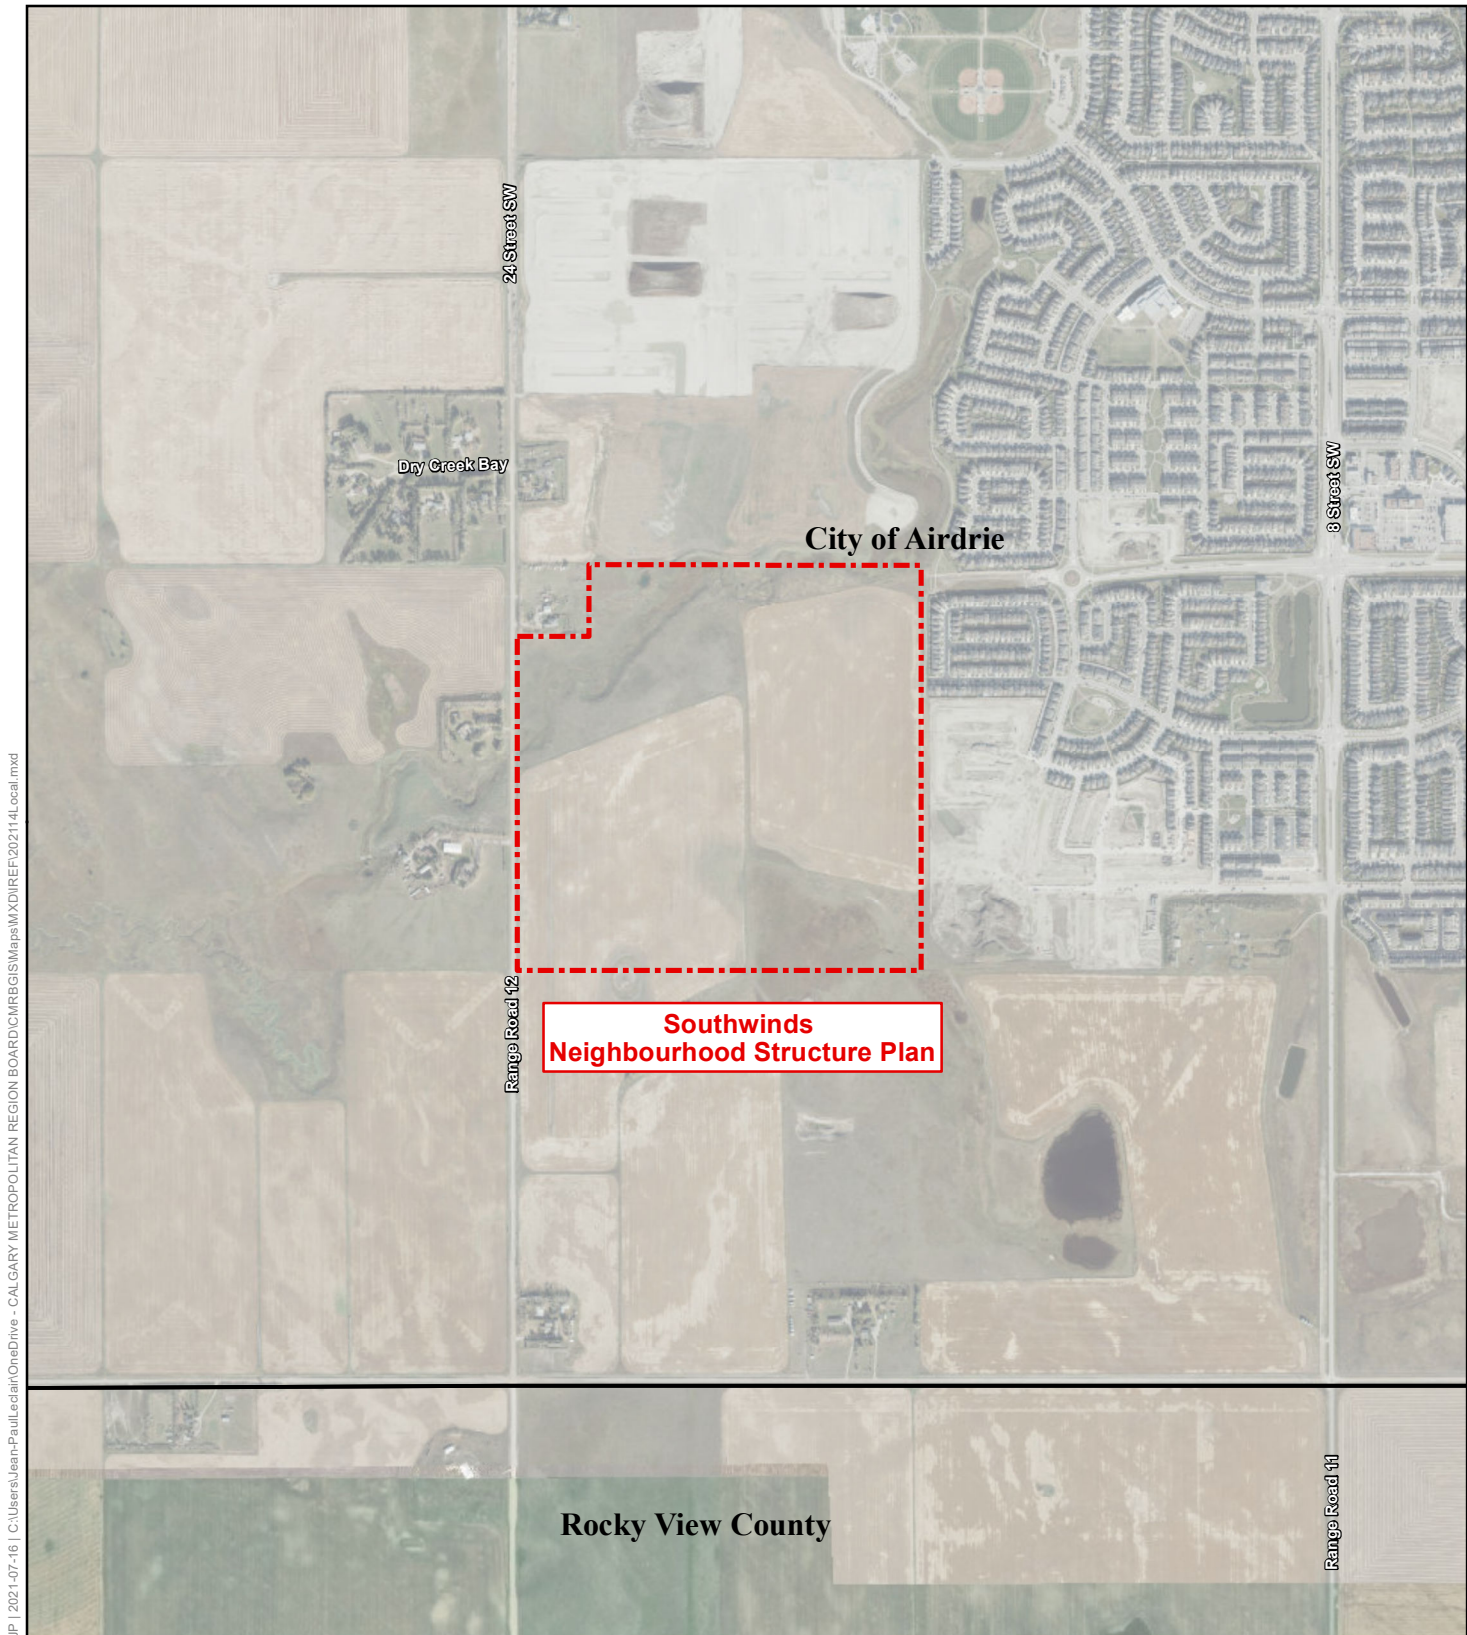 24 Street SW
Dry Creek Bay
8 Street SW
City of Airdrie
Range Road 12
Southwinds
Neighbourhood Structure Plan
Rocky View County
Range Road 11
JP | 2021-07-16 | C:\Users\Jean-PaulLeclair\OneDrive - CALGARY METROPOLITAN REGION BOARD\CMRBGIS\Maps\MXD\IREF\202114Local.mxd